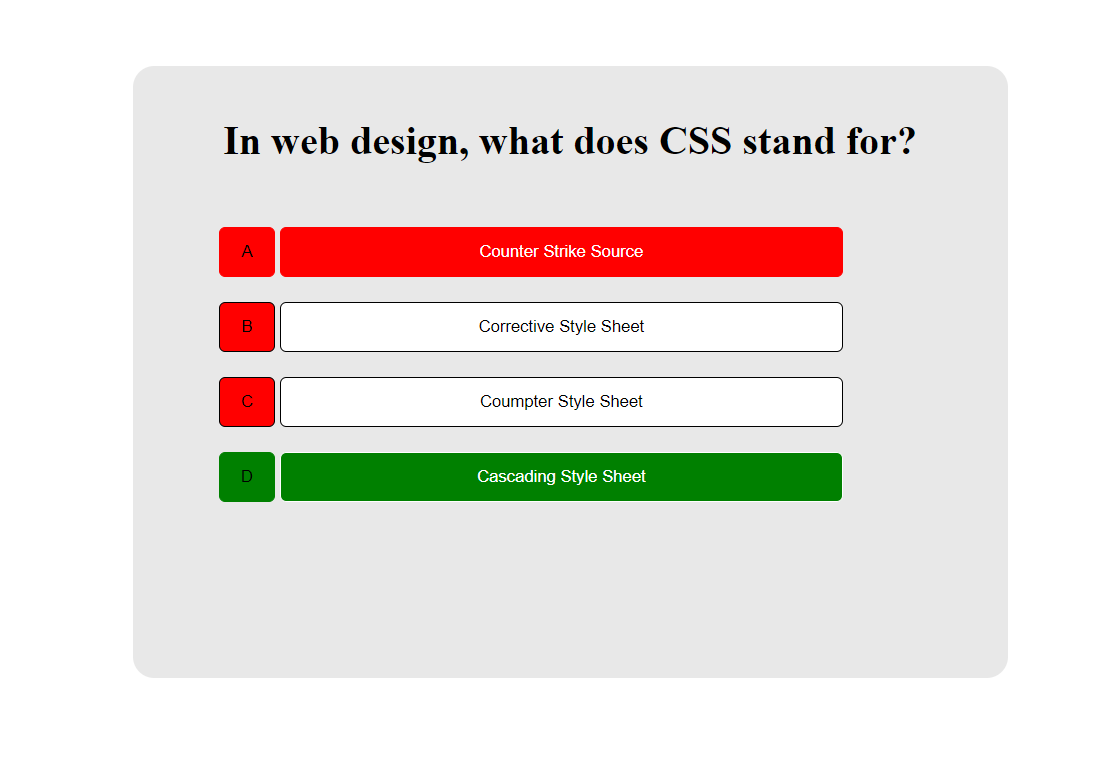 In web design, what does CSS stand for?
A Counter Strike Source
B Corrective Style Sheet
C Coumpter Style Sheet
D Cascading Style Sheet